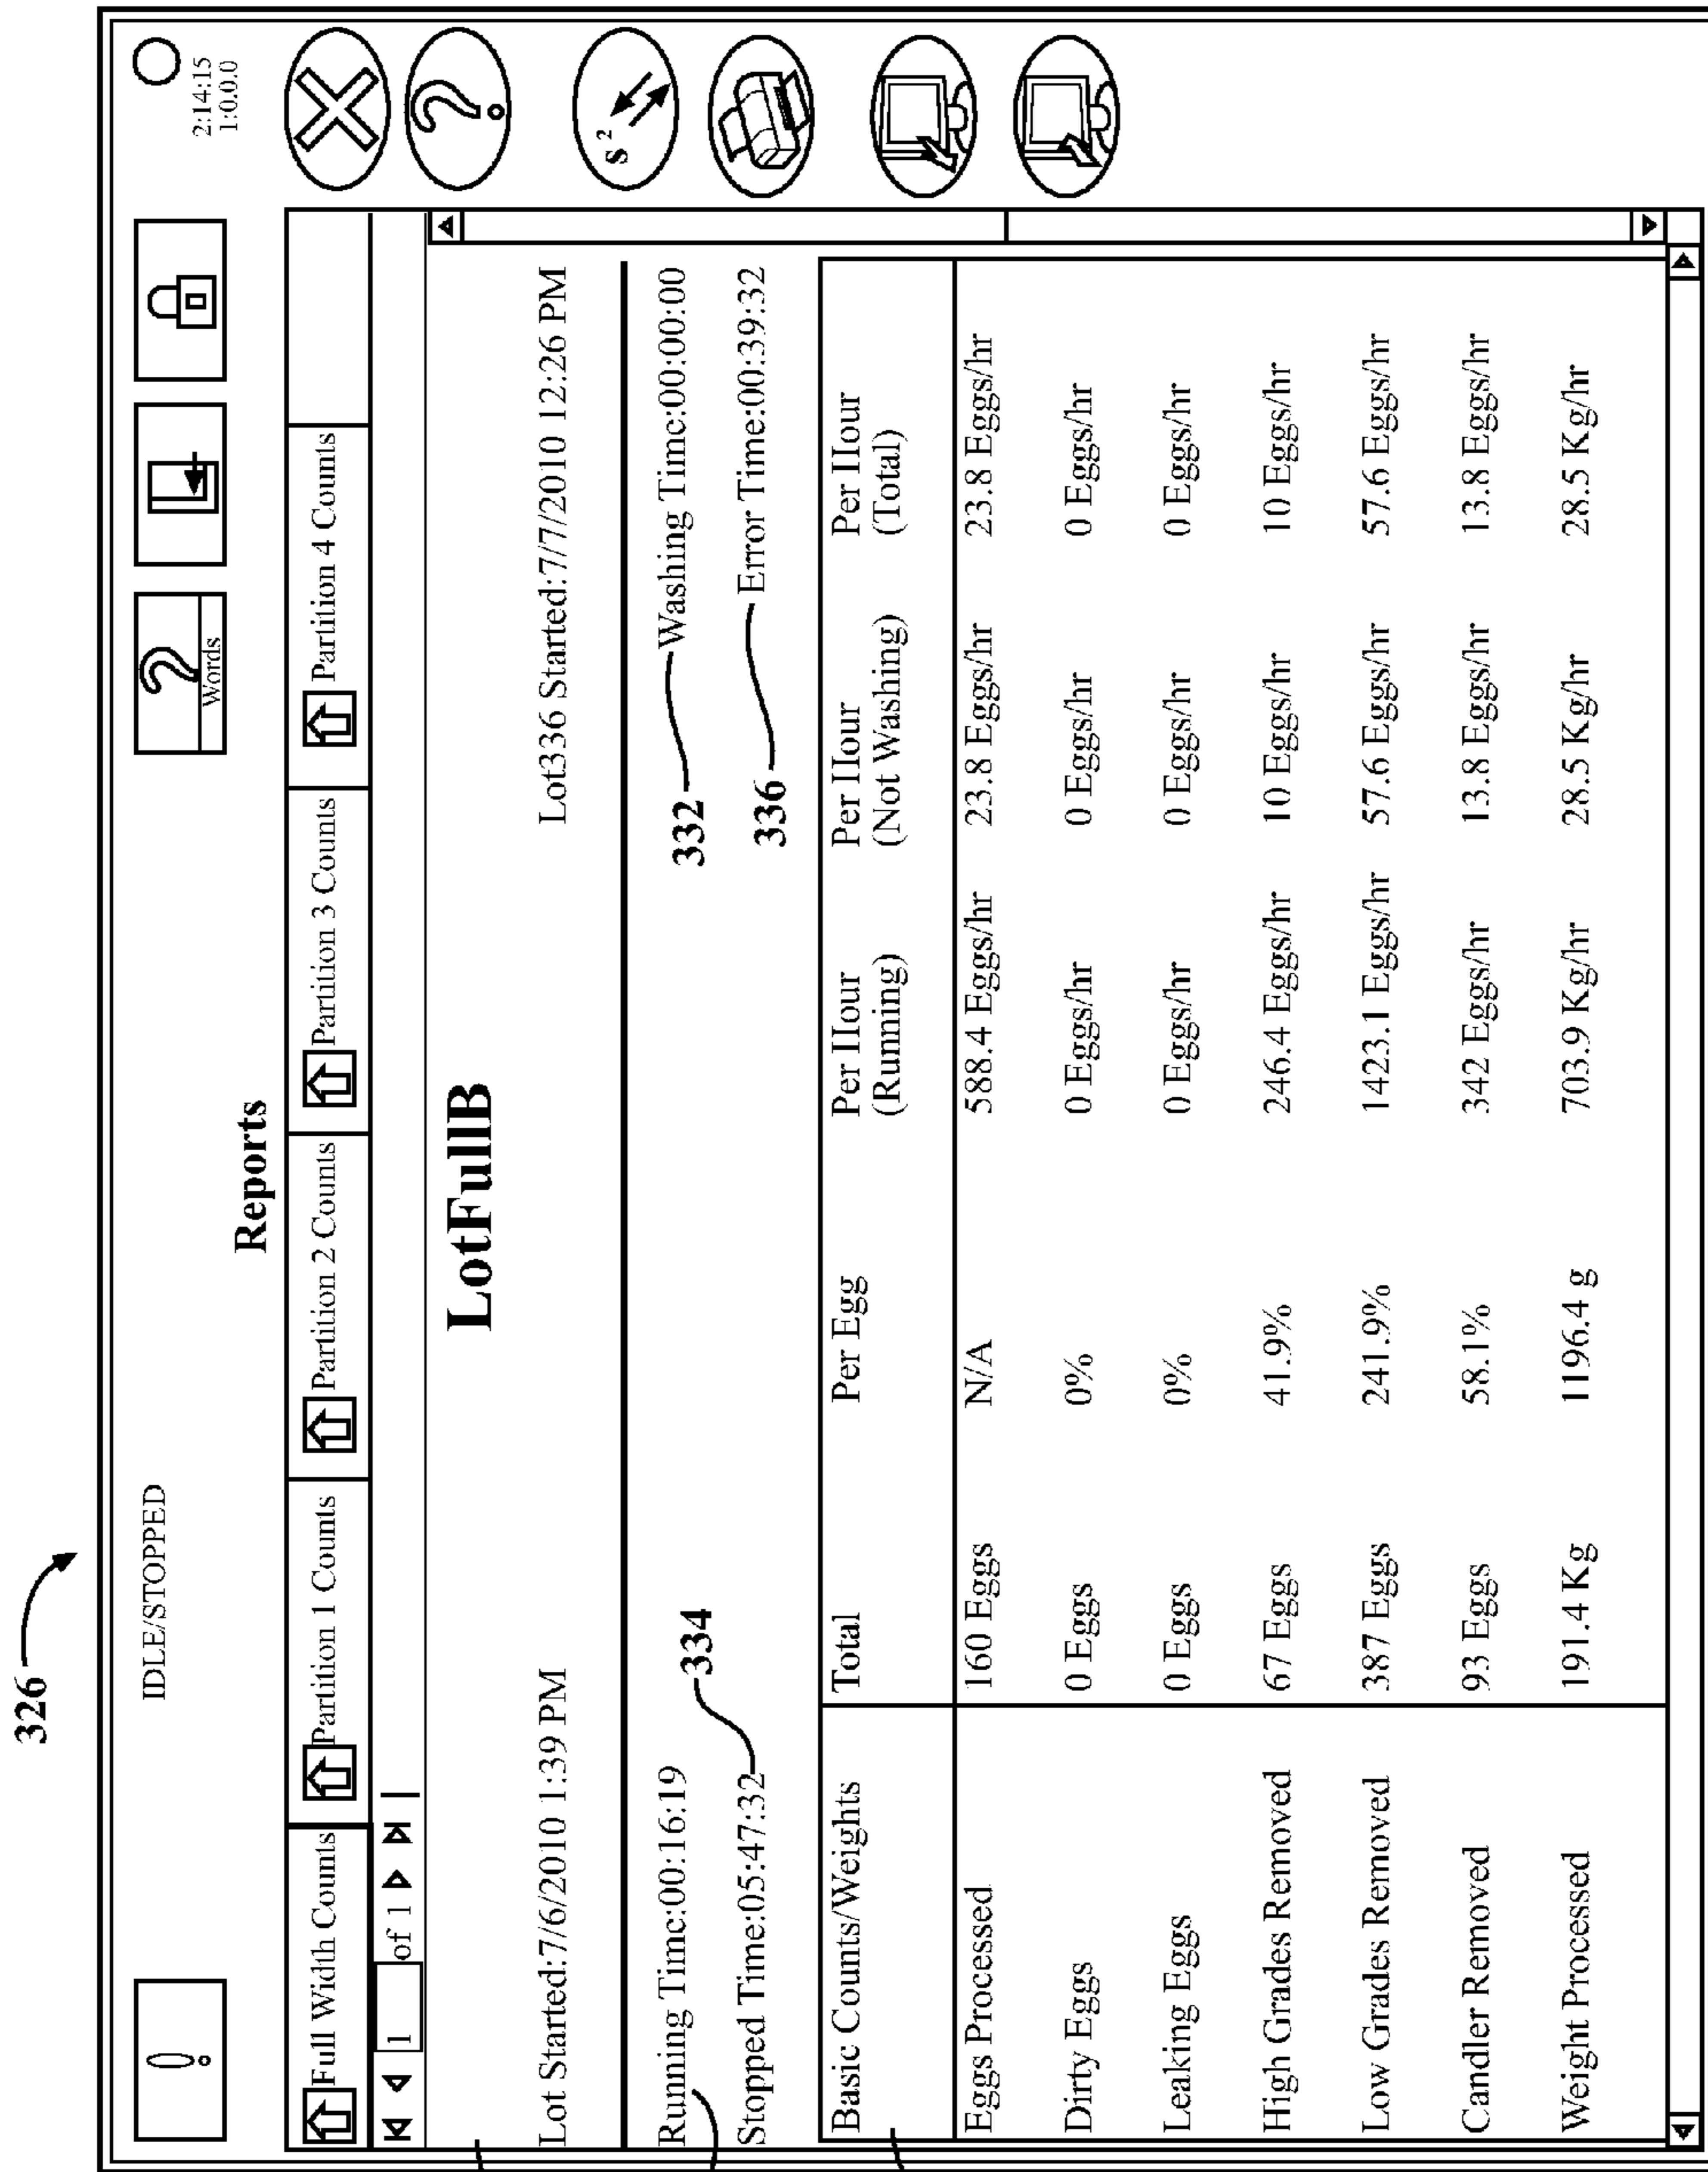 326
IDLE/STOPPED
2:14:15
1:0.0.0
? Words
Reports
Full Width Counts Partition 1 Counts Partition 2 Counts Partition 3 Counts Partition 4 Counts
1 of 1
LotFullB
Lot Started:7/6/2010 1:39 PM Lot336 Started:7/7/2010 12:26 PM
Running Time:00:16:19 332 Washing Time:00:00:00
Stopped Time:05:47:32 334 336 Error Time:00:39:32
Basic Counts/Weights Total Per Egg Per Hour (Running) Per Hour (Not Washing) Per Hour (Total)
Eggs Processed 160 Eggs N/A 588.4 Eggs/hr 23.8 Eggs/hr 23.8 Eggs/hr
Dirty Eggs 0 Eggs 0% 0 Eggs/hr 0 Eggs/hr 0 Eggs/hr
Leaking Eggs 0 Eggs 0% 0 Eggs/hr 0 Eggs/hr 0 Eggs/hr
High Grades Removed 67 Eggs 41.9% 246.4 Eggs/hr 10 Eggs/hr 10 Eggs/hr
Low Grades Removed 387 Eggs 241.9% 1423.1 Eggs/hr 57.6 Eggs/hr 57.6 Eggs/hr
Candler Removed 93 Eggs 58.1% 342 Eggs/hr 13.8 Eggs/hr 13.8 Eggs/hr
Weight Processed 191.4 Kg 1196.4 g 703.9 Kg/hr 28.5 Kg/hr 28.5 Kg/hr
?
s²